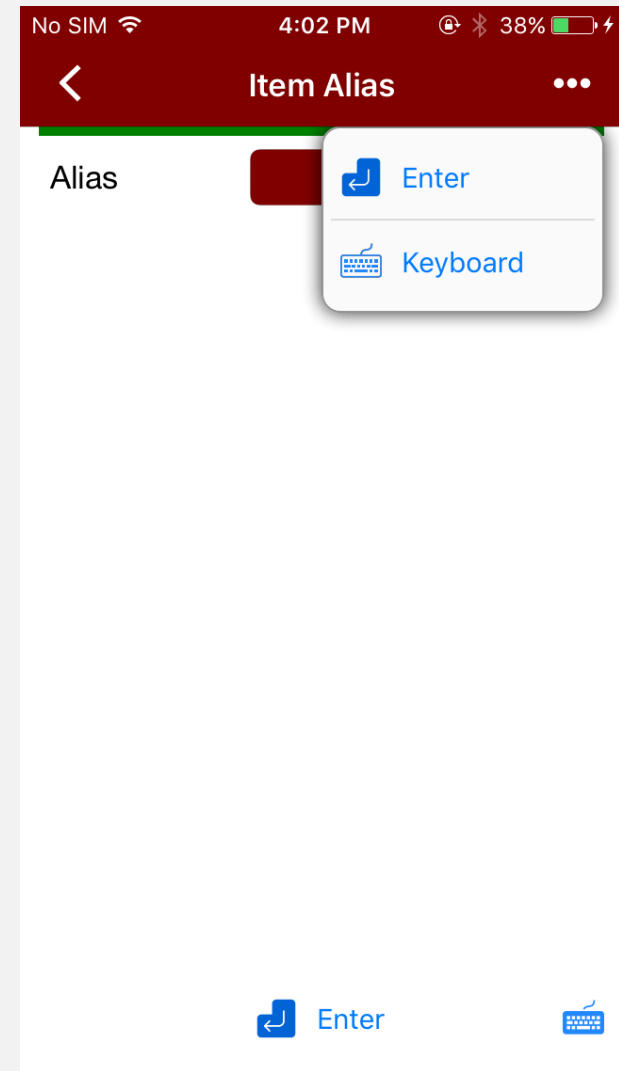 No SIM 4:02 PM 38%
Item Alias
Alias
Enter
Keyboard
Enter